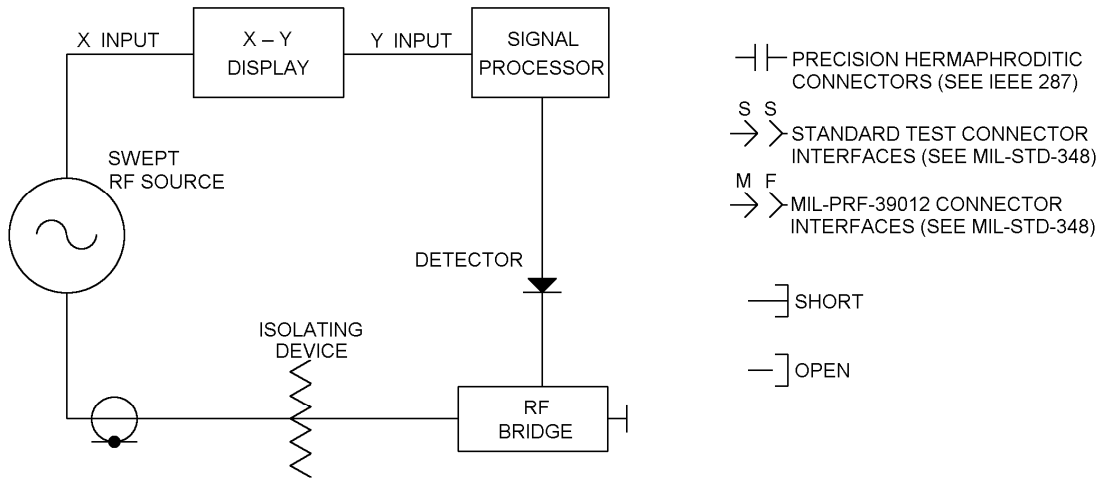 X INPUT
X – Y
DISPLAY
Y INPUT
SIGNAL
PROCESSOR
SWEPT
RF SOURCE
DETECTOR
ISOLATING
DEVICE
RF
BRIDGE
PRECISION HERMAPHRODITIC
CONNECTORS (SEE IEEE 287)
S S
STANDARD TEST CONNECTOR
INTERFACES (SEE MIL-STD-348)
M F
MIL-PRF-39012 CONNECTOR
INTERFACES (SEE MIL-STD-348)
SHORT
OPEN